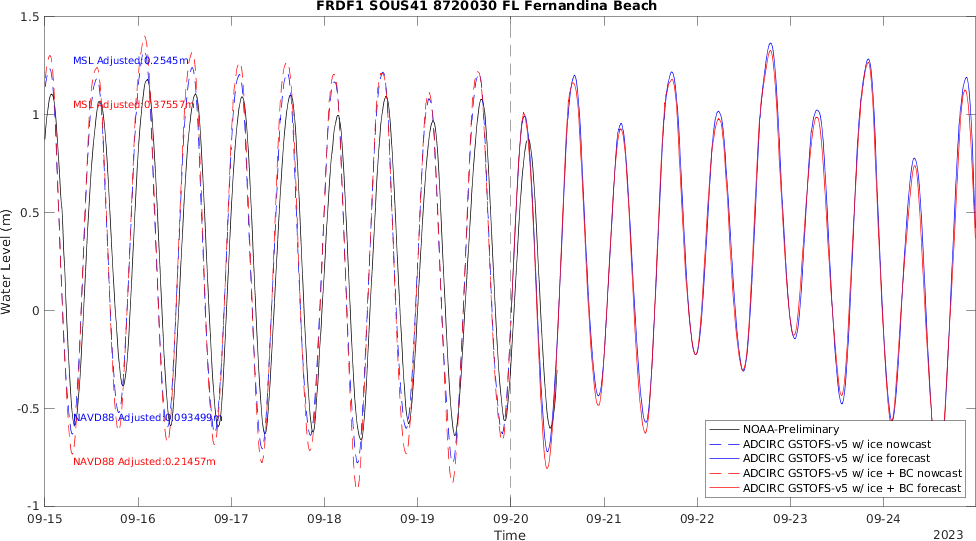 FRDF1 SOUS41 8720030 FL Fernandina Beach
1.5
1
0.5
0
-0.5
-1
Water Level (m)
MSL Adjusted:0.2545m
MSL Adjusted:0.37557m
NAVD88 Adjusted:0.093499m
NAVD88 Adjusted:0.21457m
NOAA-Preliminary
ADCIRC GSTOFS-v5 w/ ice nowcast
ADCIRC GSTOFS-v5 w/ ice forecast
ADCIRC GSTOFS-v5 w/ ice + BC nowcast
ADCIRC GSTOFS-v5 w/ ice + BC forecast
09-15 09-16 09-17 09-18 09-19 09-20 09-21 09-22 09-23 09-24
Time
2023